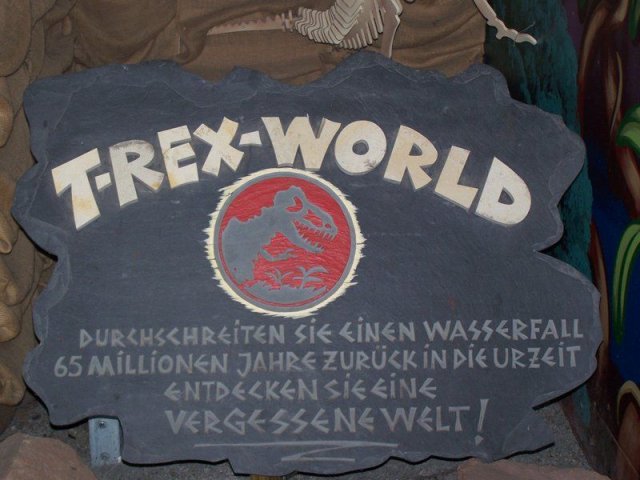 T-REX-WORLD
DURCHSCHREITEN SIE EINEN WASSERFALL
65 MILLIONEN JAHRE ZURÜCK IN DIE URZEIT
ENTDECKEN SIE EINE
VERGESSENE WELT!